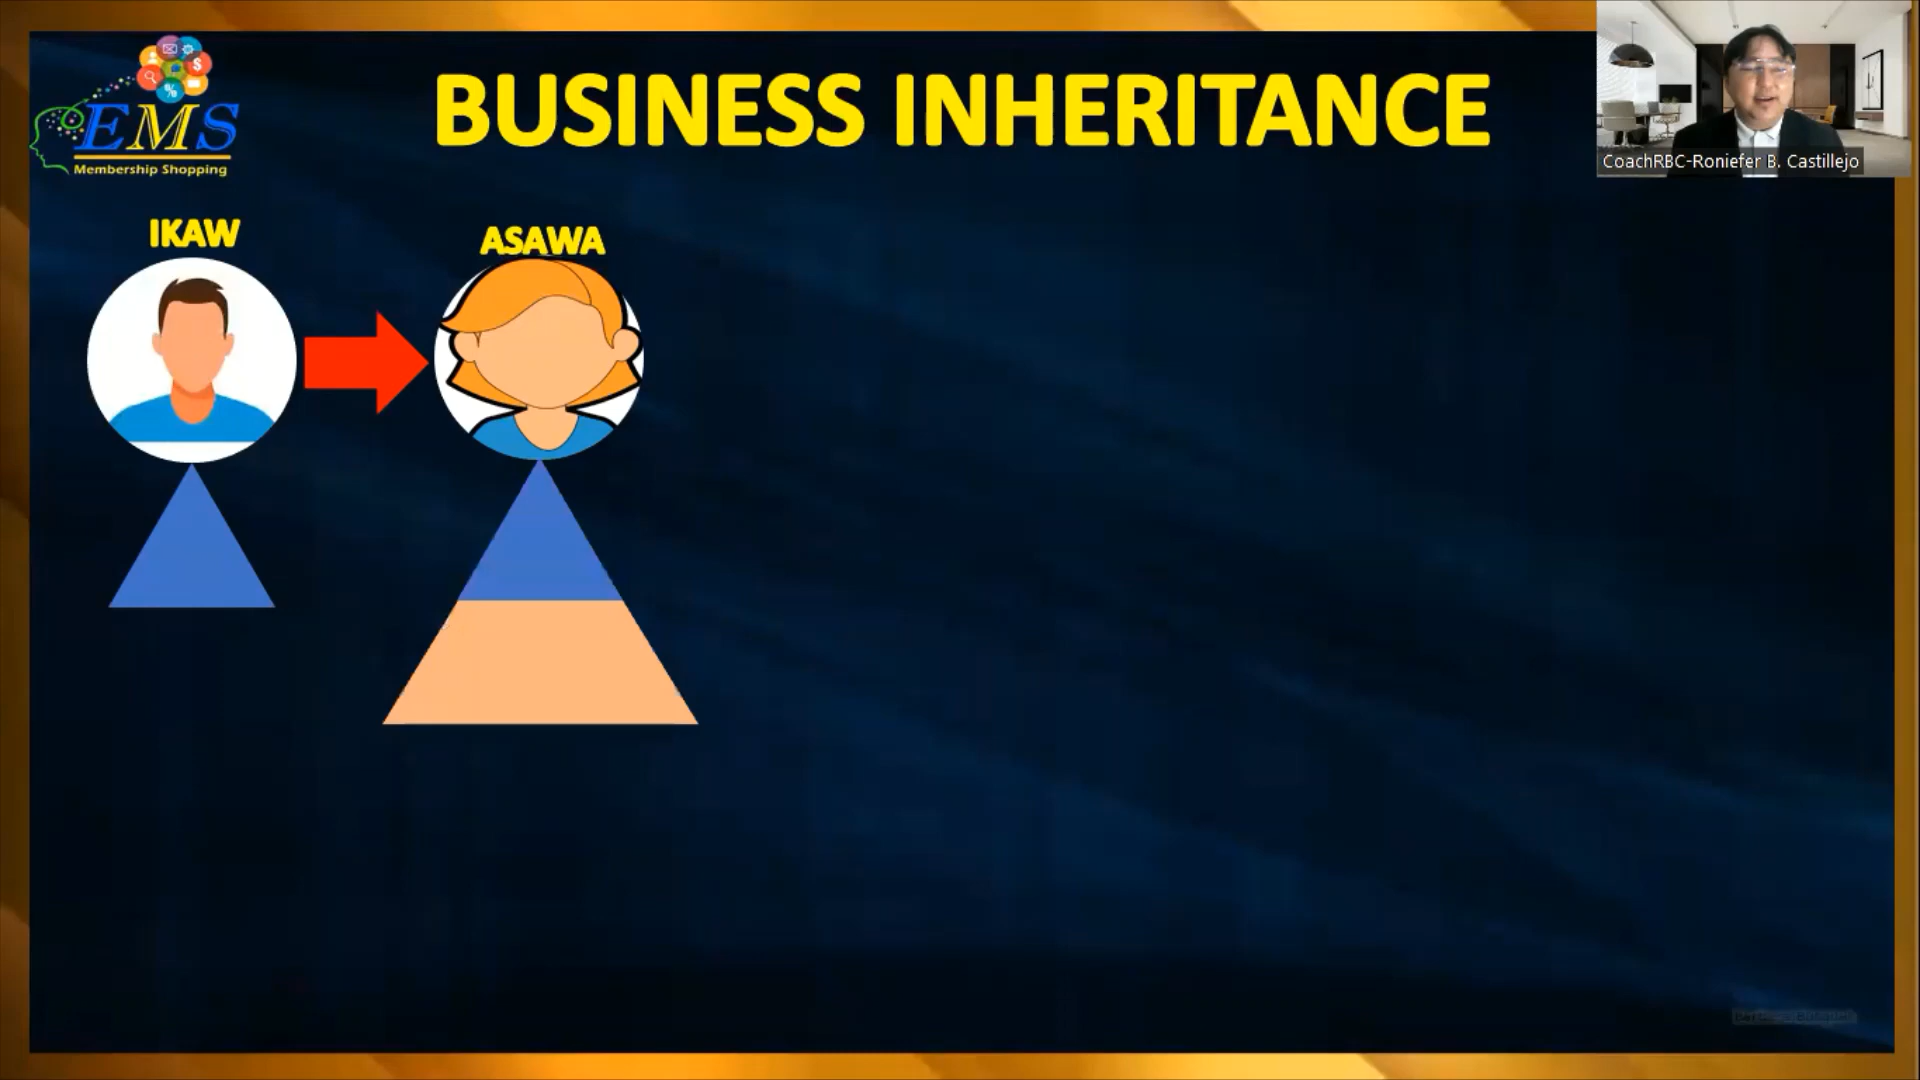 EMS
Membership Shopping
BUSINESS INHERITANCE
CoachRBC-Roniefer B. Castillejo
IKAW
ASAWA